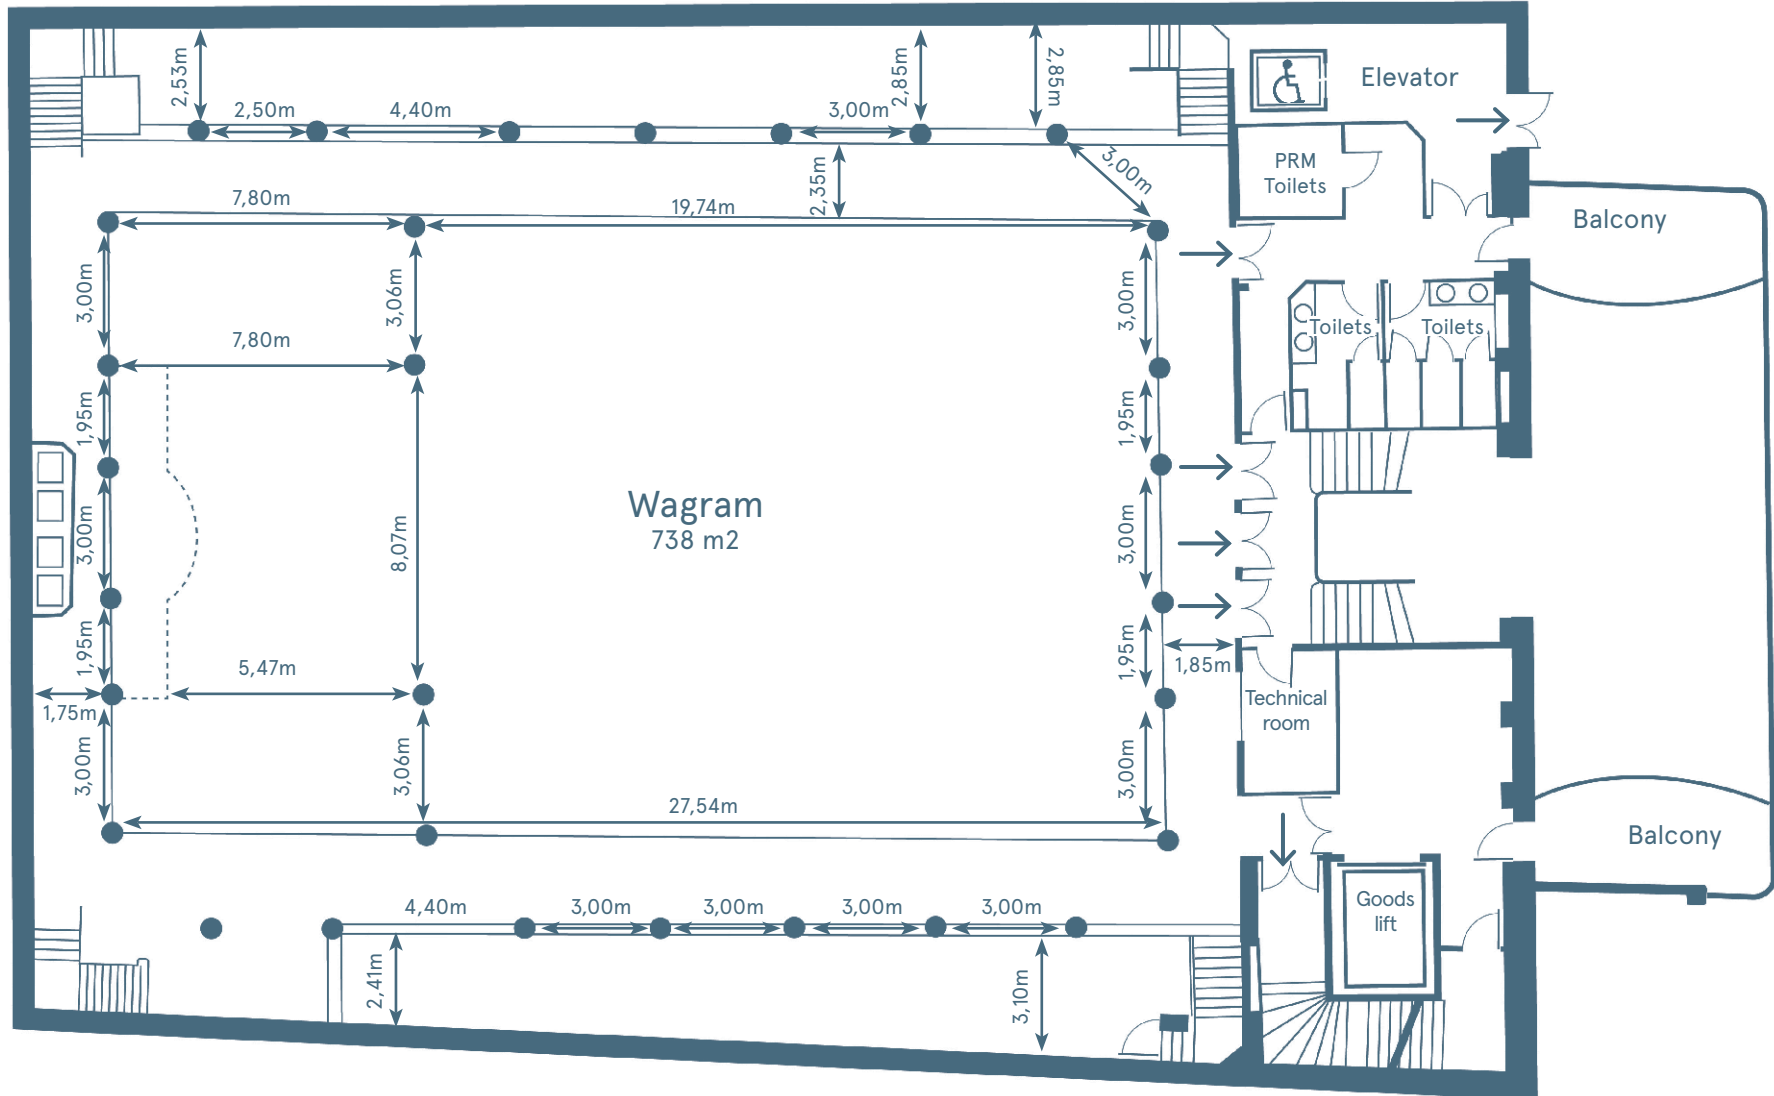 2,53m
2,85m
2,85m
Elevator
2,50m
4,40m
3,00m
PRM
Toilets
3,00m
2,35m
7,80m
19,74m
Balcony
3,00m
3,06m
3,00m
7,80m
Toilets
Toilets
1,95m
1,95m
Wagram
738 m2
3,00m
8,07m
3,00m
1,95m
1,95m
5,47m
1,85m
1,75m
Technical
room
3,00m
3,06m
3,00m
27,54m
Balcony
4,40m
3,00m
3,00m
3,00m
3,00m
Goods
lift
2,41m
3,10m